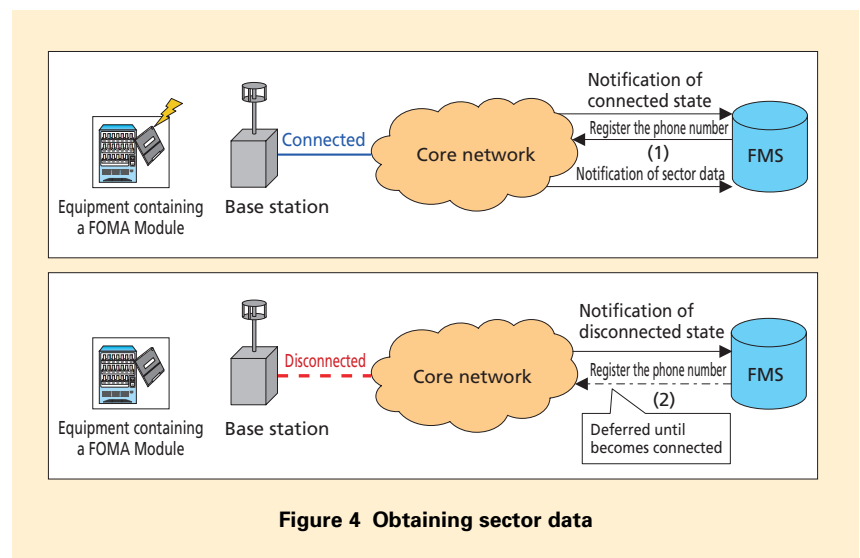 Notification of
connected state
Connected
Register the phone number
Core network
(1)
FMS
Notification of sector data
Equipment containing
a FOMA Module
Base station
Notification of
disconnected state
Disconnected
Register the phone number
Core network
(2)
FMS
Equipment containing
a FOMA Module
Base station
Deferred until
becomes connected
Figure 4 Obtaining sector data